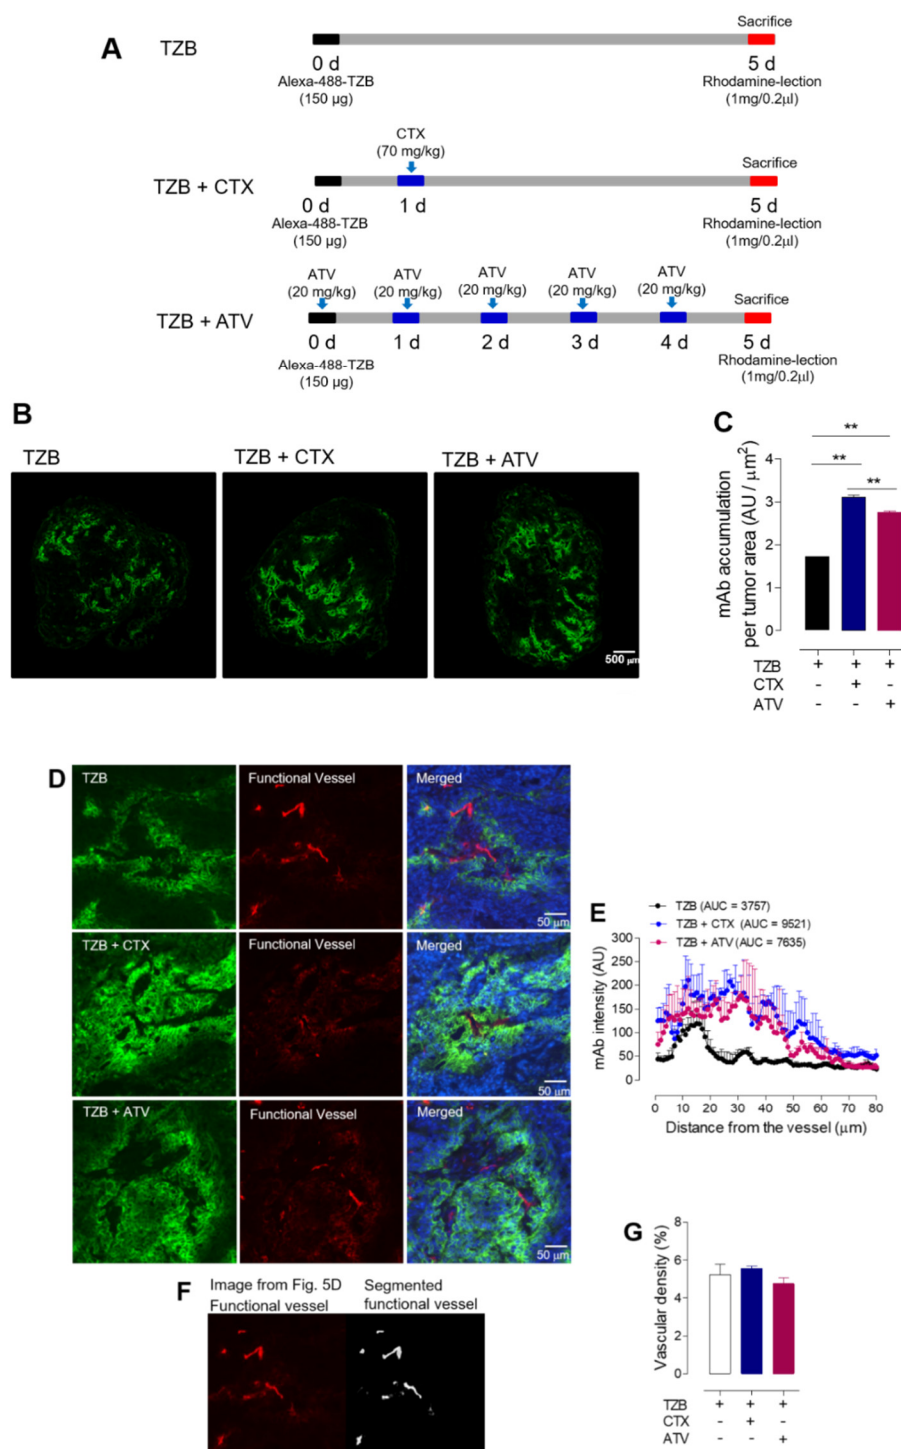 A
TZB
Sacrifice
0 d
5 d
Alexa-488-TZB
(150 µg)
Rhodamine-lection
(1mg/0.2µl)
TZB + CTX
CTX
(70 mg/kg)
Sacrifice
0 d
1 d
5 d
Alexa-488-TZB
(150 µg)
Rhodamine-lection
(1mg/0.2µl)
TZB + ATV
ATV
(20 mg/kg)
ATV
(20 mg/kg)
ATV
(20 mg/kg)
ATV
(20 mg/kg)
ATV
(20 mg/kg)
Sacrifice
0 d
1 d
2 d
3 d
4 d
5 d
Alexa-488-TZB
(150 µg)
Rhodamine-lection
(1mg/0.2µl)
B
TZB
TZB + CTX
TZB + ATV
500 µm
C
mAb accumulation
per tumor area (AU / µm²)
4
3
2
1
0
**
**
**
TZB + + +
CTX - + -
ATV - - +
D
TZB
Functional Vessel
Merged
50 µm
TZB + CTX
Functional Vessel
Merged
50 µm
TZB + ATV
Functional Vessel
Merged
50 µm
E
TZB (AUC = 3757)
TZB + CTX (AUC = 9521)
TZB + ATV (AUC = 7635)
mAb intensity (AU)
300
250
200
150
100
50
0
0 10 20 30 40 50 60 70 80
Distance from the vessel (µm)
F
Image from Fig. 5D
Functional vessel
Segmented
functional vessel
G
Vascular density (%)
8
6
4
2
0
TZB + + +
CTX - + -
ATV - - +